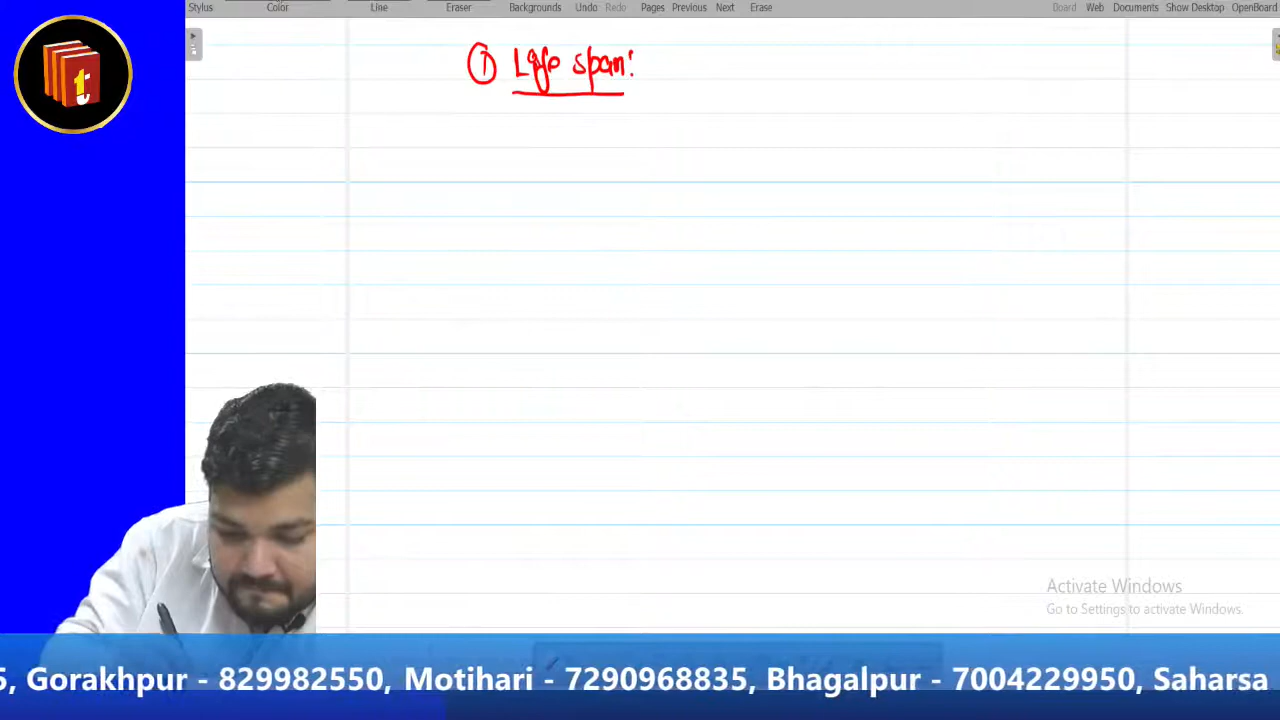 Stylus Color Line Eraser Backgrounds Undo Redo Pages Previous Next Erase Board Web Documents Show Desktop OpenBoard
① Life span:
t
Activate Windows
Go to Settings to activate Windows.
5, Gorakhpur - 829982550, Motihari - 7290968835, Bhagalpur - 7004229950, Saharsa